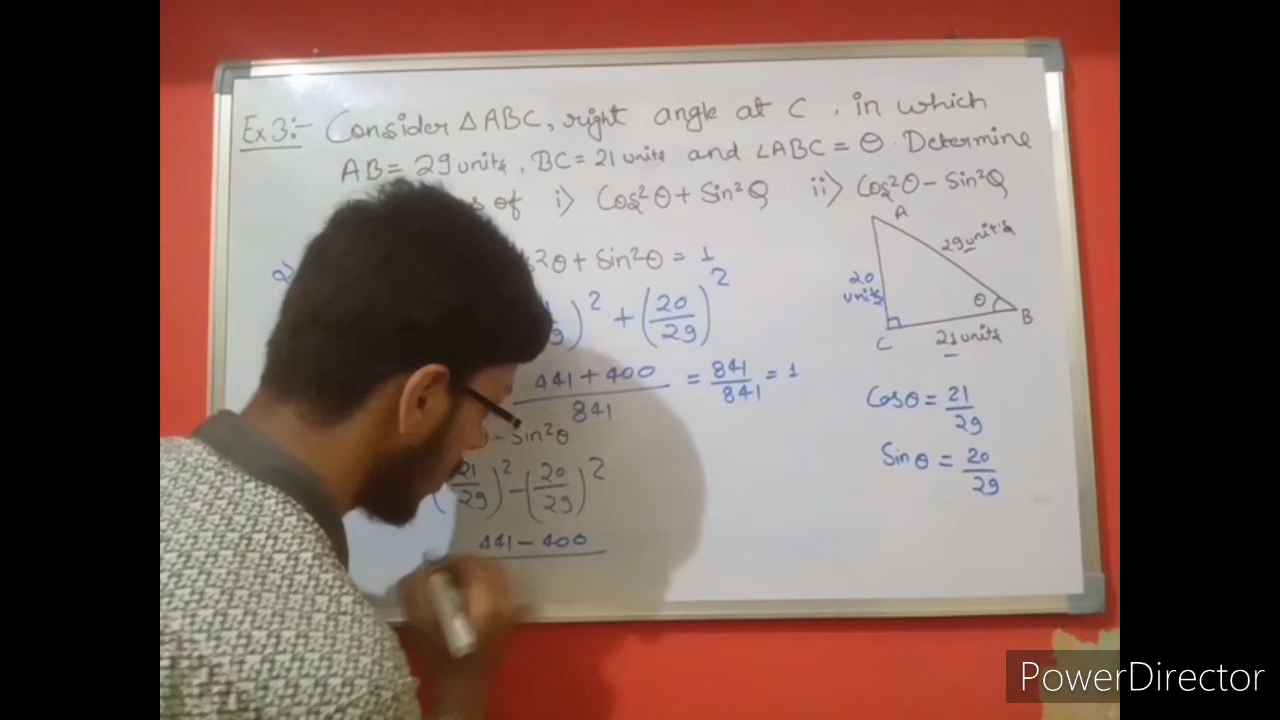 Ex 3:- Consider △ABC, right angle at C, in which
AB = 29 units, BC = 21 units and ∠ABC = θ. Determine
of i) Cos²θ + Sin²θ ii) Cos²θ - Sin²θ
²θ + Sin²θ = 1
)² + (20/29)²
441 + 400 / 841 = 841/841 = 1
- Sin²θ
(21/29)² - (20/29)²
441 - 400
A
29 units
20 units
θ
B
C
21 units
Cosθ = 21/29
Sinθ = 20/29
PowerDirector